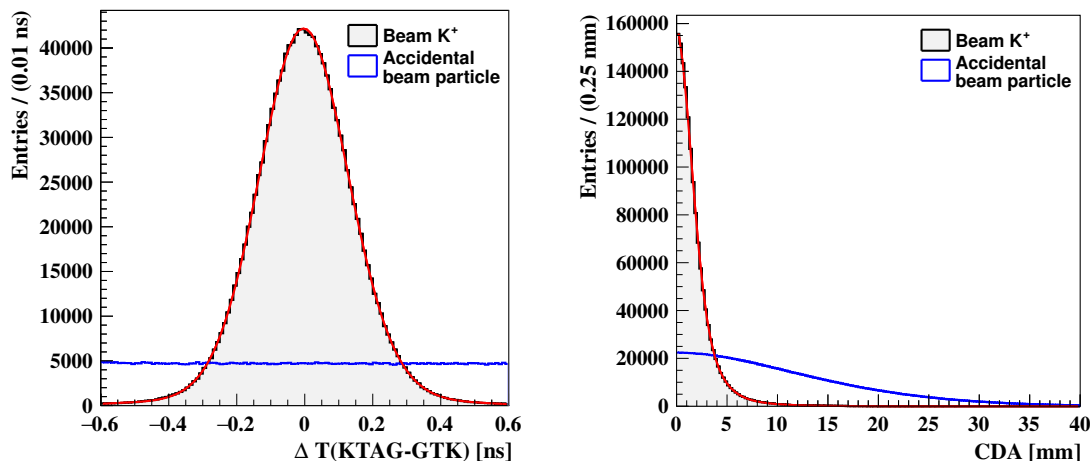 Entries / (0.01 ns)
40000
35000
30000
25000
20000
15000
10000
5000
0
−0.6 −0.4 −0.2 0 0.2 0.4 0.6
Δ T(KTAG-GTK) [ns]
Beam K⁺
Accidental
beam particle
Entries / (0.25 mm)
160000
140000
120000
100000
80000
60000
40000
20000
0
0 5 10 15 20 25 30 35 40
CDA [mm]
Beam K⁺
Accidental
beam particle